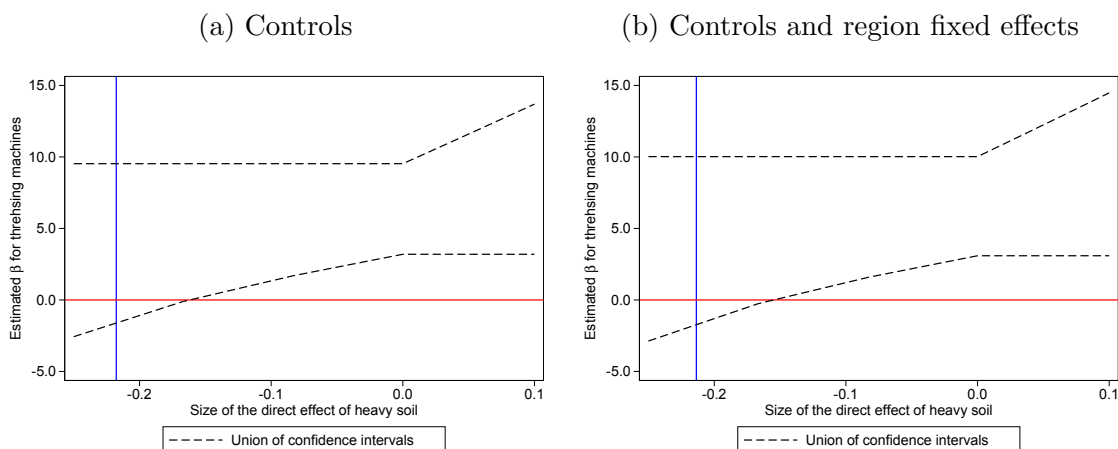 (a) Controls
15.0
10.0
5.0
0.0
-5.0
Estimated β for threhsing machines
-0.2
-0.1
0.0
0.1
Size of the direct effect of heavy soil
Union of confidence intervals
(b) Controls and region fixed effects
15.0
10.0
5.0
0.0
-5.0
Estimated β for threhsing machines
-0.2
-0.1
0.0
0.1
Size of the direct effect of heavy soil
Union of confidence intervals